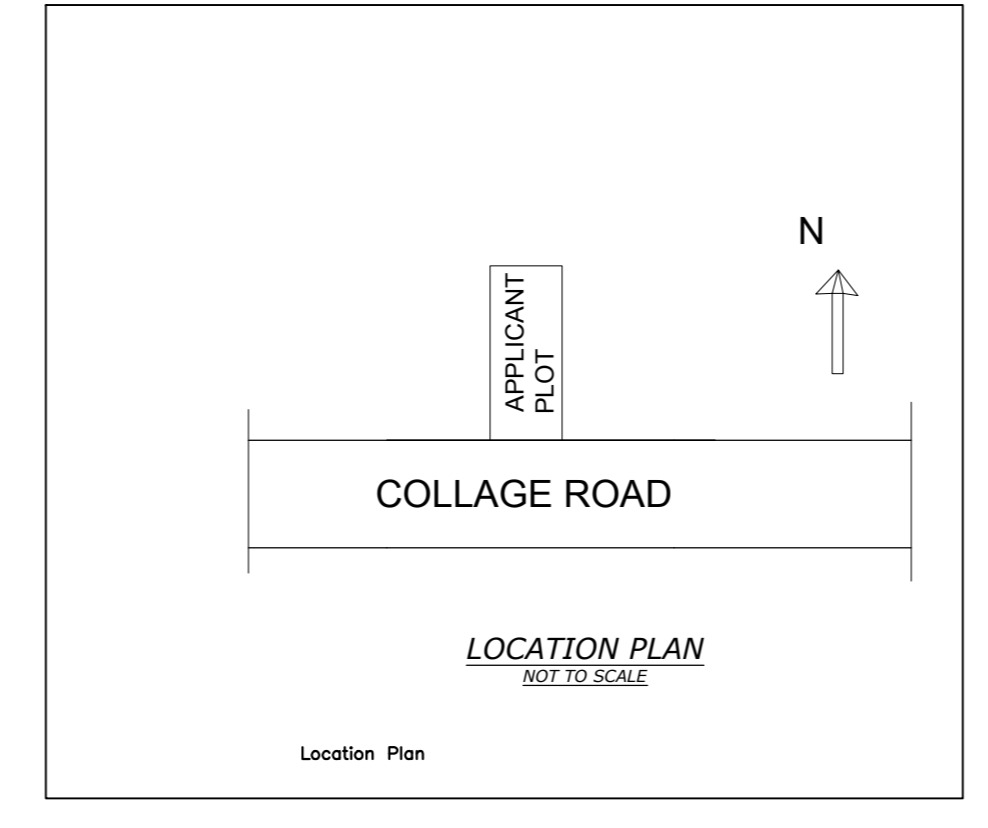 N
APPLICANT
PLOT
COLLAGE ROAD
LOCATION PLAN
NOT TO SCALE
Location Plan